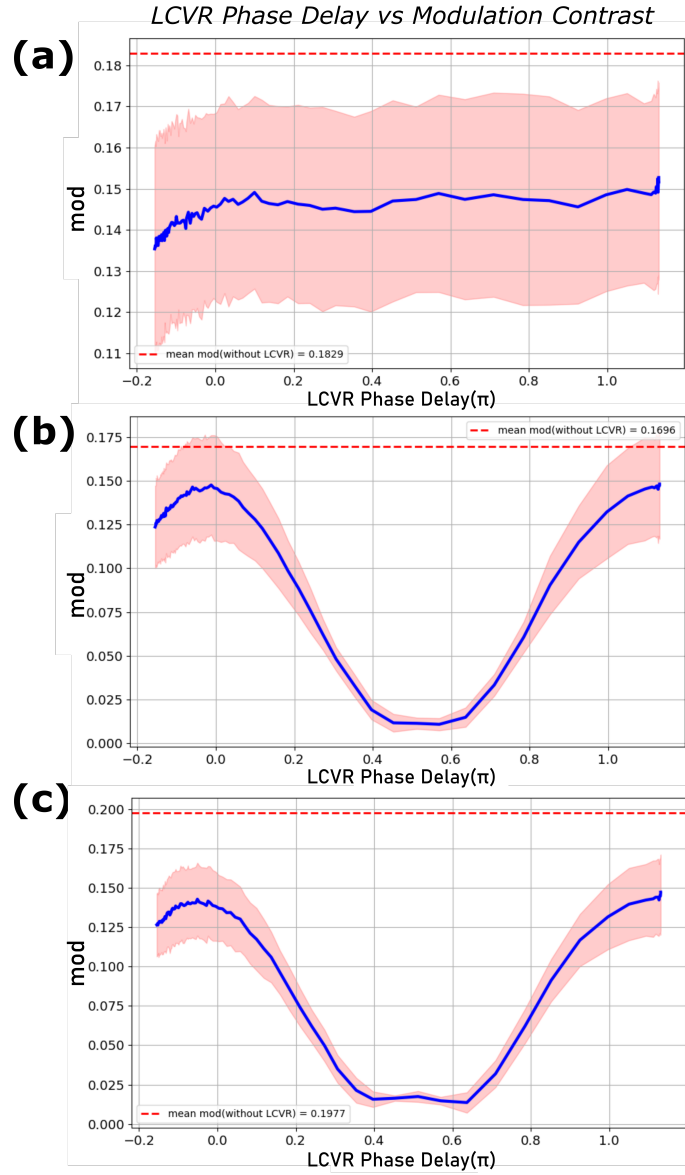 LCVR Phase Delay vs Modulation Contrast
(a)
0.18
0.17
0.16
0.15
0.14
0.13
0.12
0.11
mod
mean mod(without LCVR) = 0.1829
−0.2 0.0 0.2 0.4 0.6 0.8 1.0
LCVR Phase Delay(π)
(b)
mean mod(without LCVR) = 0.1696
0.175
0.150
0.125
0.100
0.075
0.050
0.025
0.000
mod
−0.2 0.0 0.2 0.4 0.6 0.8 1.0
LCVR Phase Delay(π)
(c)
0.200
0.175
0.150
0.125
0.100
0.075
0.050
0.025
0.000
mod
mean mod(without LCVR) = 0.1977
−0.2 0.0 0.2 0.4 0.6 0.8 1.0
LCVR Phase Delay(π)